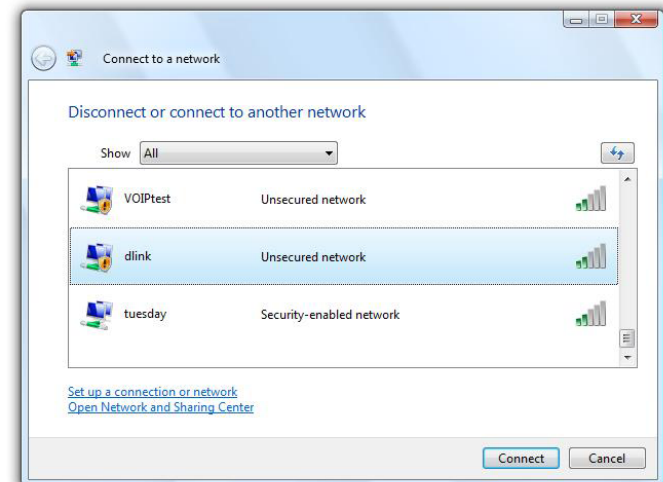 Connect to a network
Disconnect or connect to another network
Show All
VOIPtest Unsecured network
dlink Unsecured network
tuesday Security-enabled network
Set up a connection or network
Open Network and Sharing Center
Connect Cancel